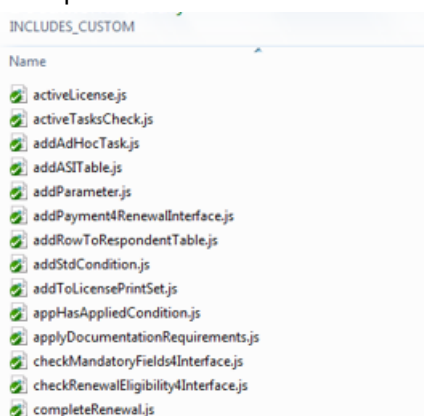 INCLUDES_CUSTOM
Name
activeLicense.js
activeTasksCheck.js
addAdHocTask.js
addASITable.js
addParameter.js
addPayment4RenewalInterface.js
addRowToRespondentTable.js
addStdCondition.js
addToLicensePrintSet.js
appHasAppliedCondition.js
applyDocumentationRequirements.js
checkMandatoryFields4Interface.js
checkRenewalEligibility4Interface.js
completeRenewal.js